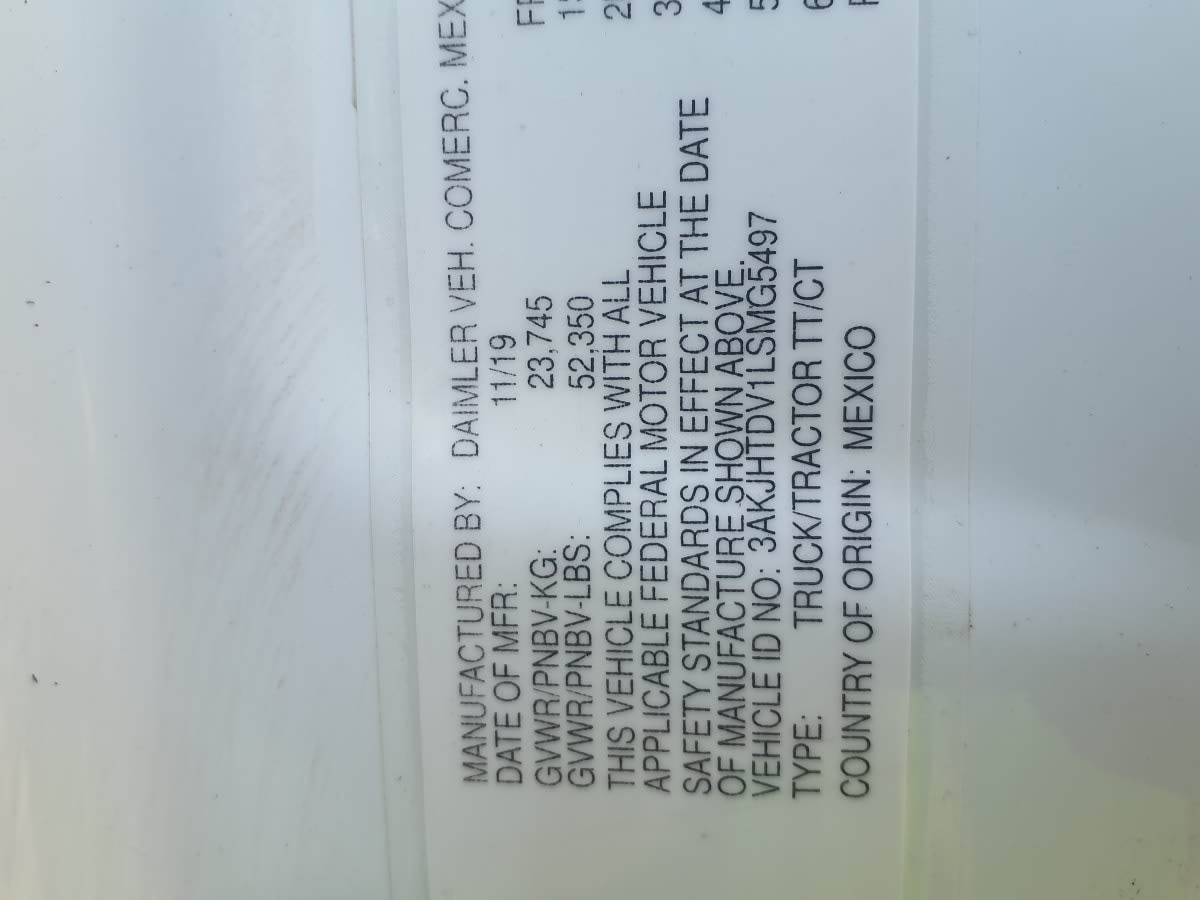 MANUFACTURED BY: DAIMLER VEH. COMERC. MEX
DATE OF MFR: 11/19
GVWR/PNBV-KG: 23,745
GVWR/PNBV-LBS: 52,350
THIS VEHICLE COMPLIES WITH ALL
APPLICABLE FEDERAL MOTOR VEHICLE
SAFETY STANDARDS IN EFFECT AT THE DATE
OF MANUFACTURE SHOWN ABOVE.
VEHICLE ID NO: 3AKJHTDV1LSMG5497
TYPE: TRUCK/TRACTOR TT/CT
COUNTRY OF ORIGIN: MEXICO